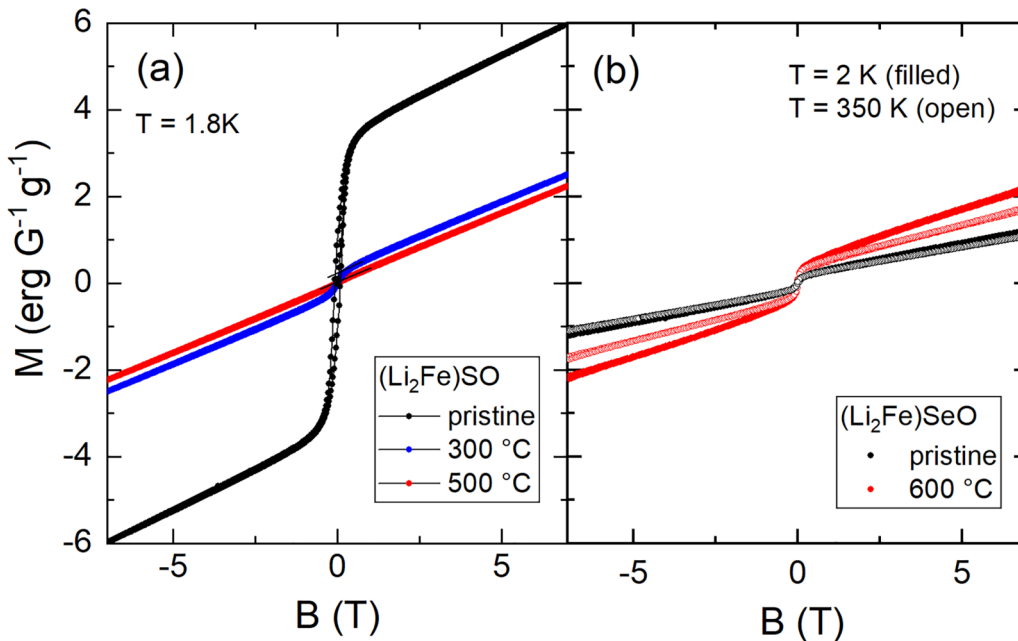 M (erg G⁻¹ g⁻¹)
6
4
2
0
-2
-4
-6
(a)
T = 1.8K
(Li₂Fe)SO
pristine
300 °C
500 °C
-5
0
5
B (T)
(b)
T = 2 K (filled)
T = 350 K (open)
(Li₂Fe)SeO
pristine
600 °C
-5
0
5
B (T)